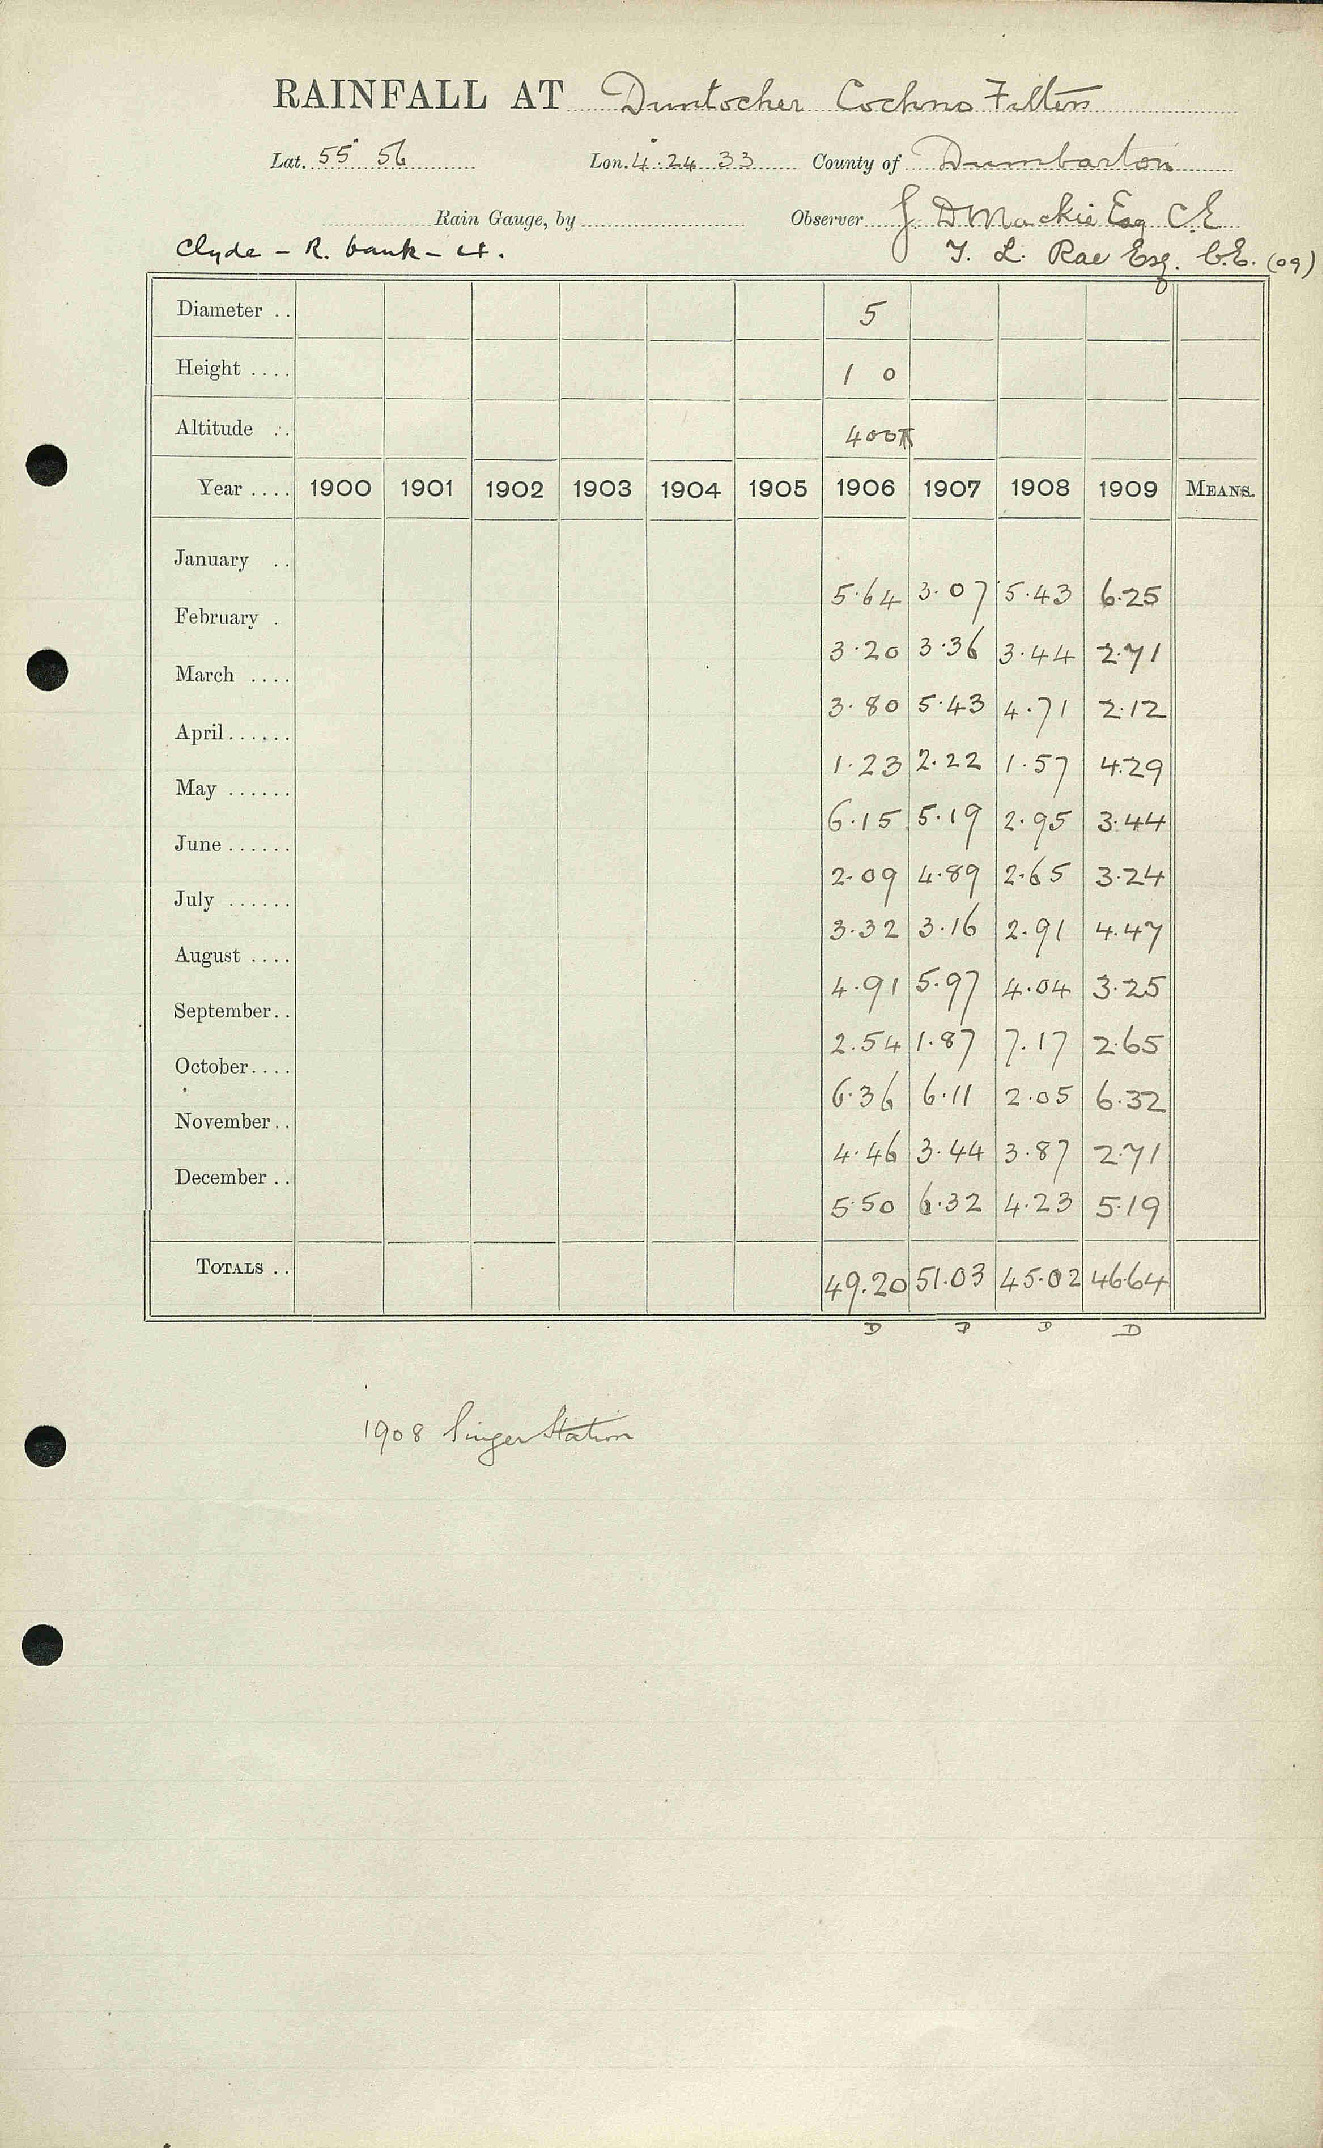 RAINFALL AT Duntocher Cochno Filters
Lat. 55° 56 Lon. 4°.24 33 County of Dumbarton
Rain Gauge, by Observer J D Mackie Esq C.E
Clyde – R. bank – 4. T. L. Rae Esq. C.E. (09)
Diameter .. 5
Height .... 1 0
Altitude .. 400
Year .... 1900 1901 1902 1903 1904 1905 1906 1907 1908 1909 MEANS.
January .. 5.64 3.07 5.43 6.25
February . 3.20 3.36 3.44 2.71
March .... 3.80 5.43 4.71 2.12
April...... 1.23 2.22 1.57 4.29
May ...... 6.15 5.19 2.95 3.44
June ...... 2.09 4.89 2.65 3.24
July ...... 3.32 3.16 2.91 4.47
August .... 4.91 5.97 4.04 3.25
September.. 2.54 1.87 7.17 2.65
October.... 6.36 6.11 2.05 6.32
November.. 4.46 3.44 3.87 2.71
December .. 5.50 6.32 4.23 5.19
TOTALS .. 49.20 51.03 45.02 46.64
D D D D
1908 Singer Station